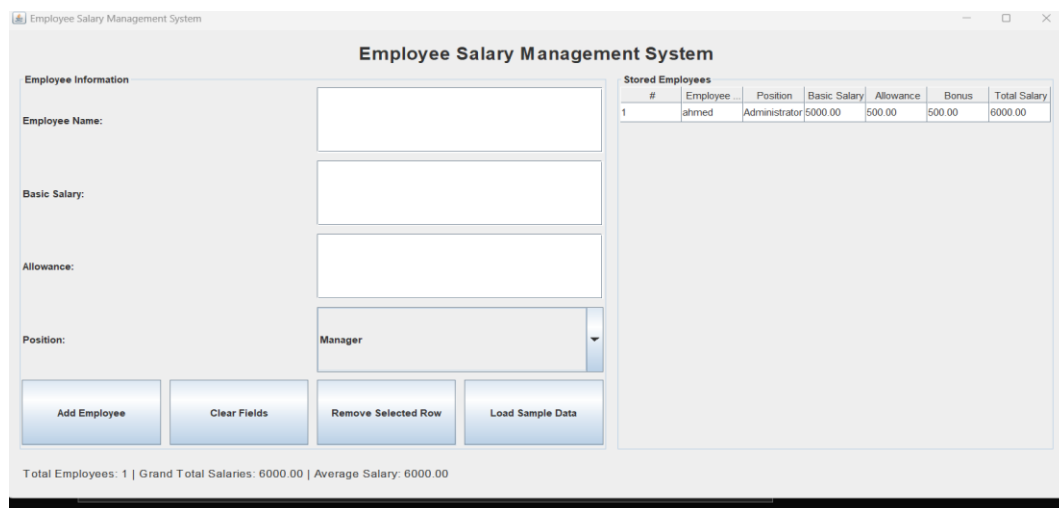 Employee Salary Management System
Employee Salary Management System
Employee Information
Employee Name:
Basic Salary:
Allowance:
Position:
Manager
Add Employee
Clear Fields
Remove Selected Row
Load Sample Data
Stored Employees
# Employee ... Position Basic Salary Allowance Bonus Total Salary
1 ahmed Administrator 5000.00 500.00 500.00 6000.00
Total Employees: 1 | Grand Total Salaries: 6000.00 | Average Salary: 6000.00